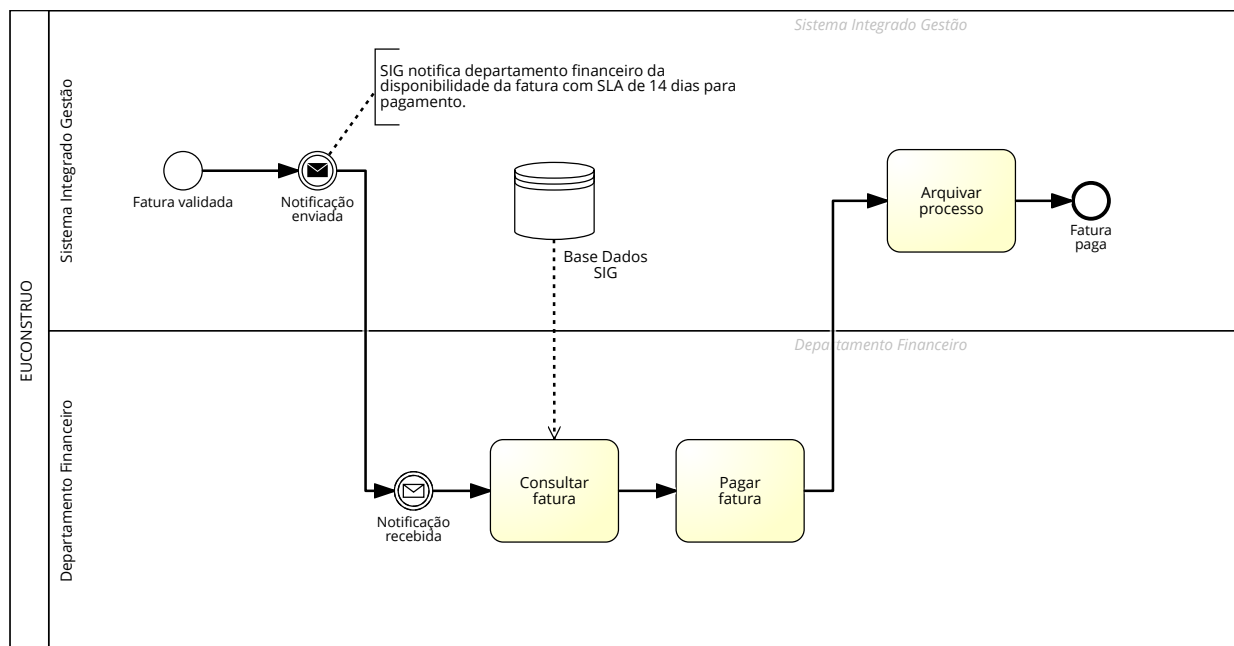 Sistema Integrado Gestão
SIG notifica departamento financeiro da
disponibilidade da fatura com SLA de 14 dias para
pagamento.
EUCONSTRUO
Sistema Integrado Gestão
Fatura validada
Notificação
enviada
Base Dados
SIG
Arquivar
processo
Fatura
paga
Departamento Financeiro
Departamento Financeiro
Notificação
recebida
Consultar
fatura
Pagar
fatura